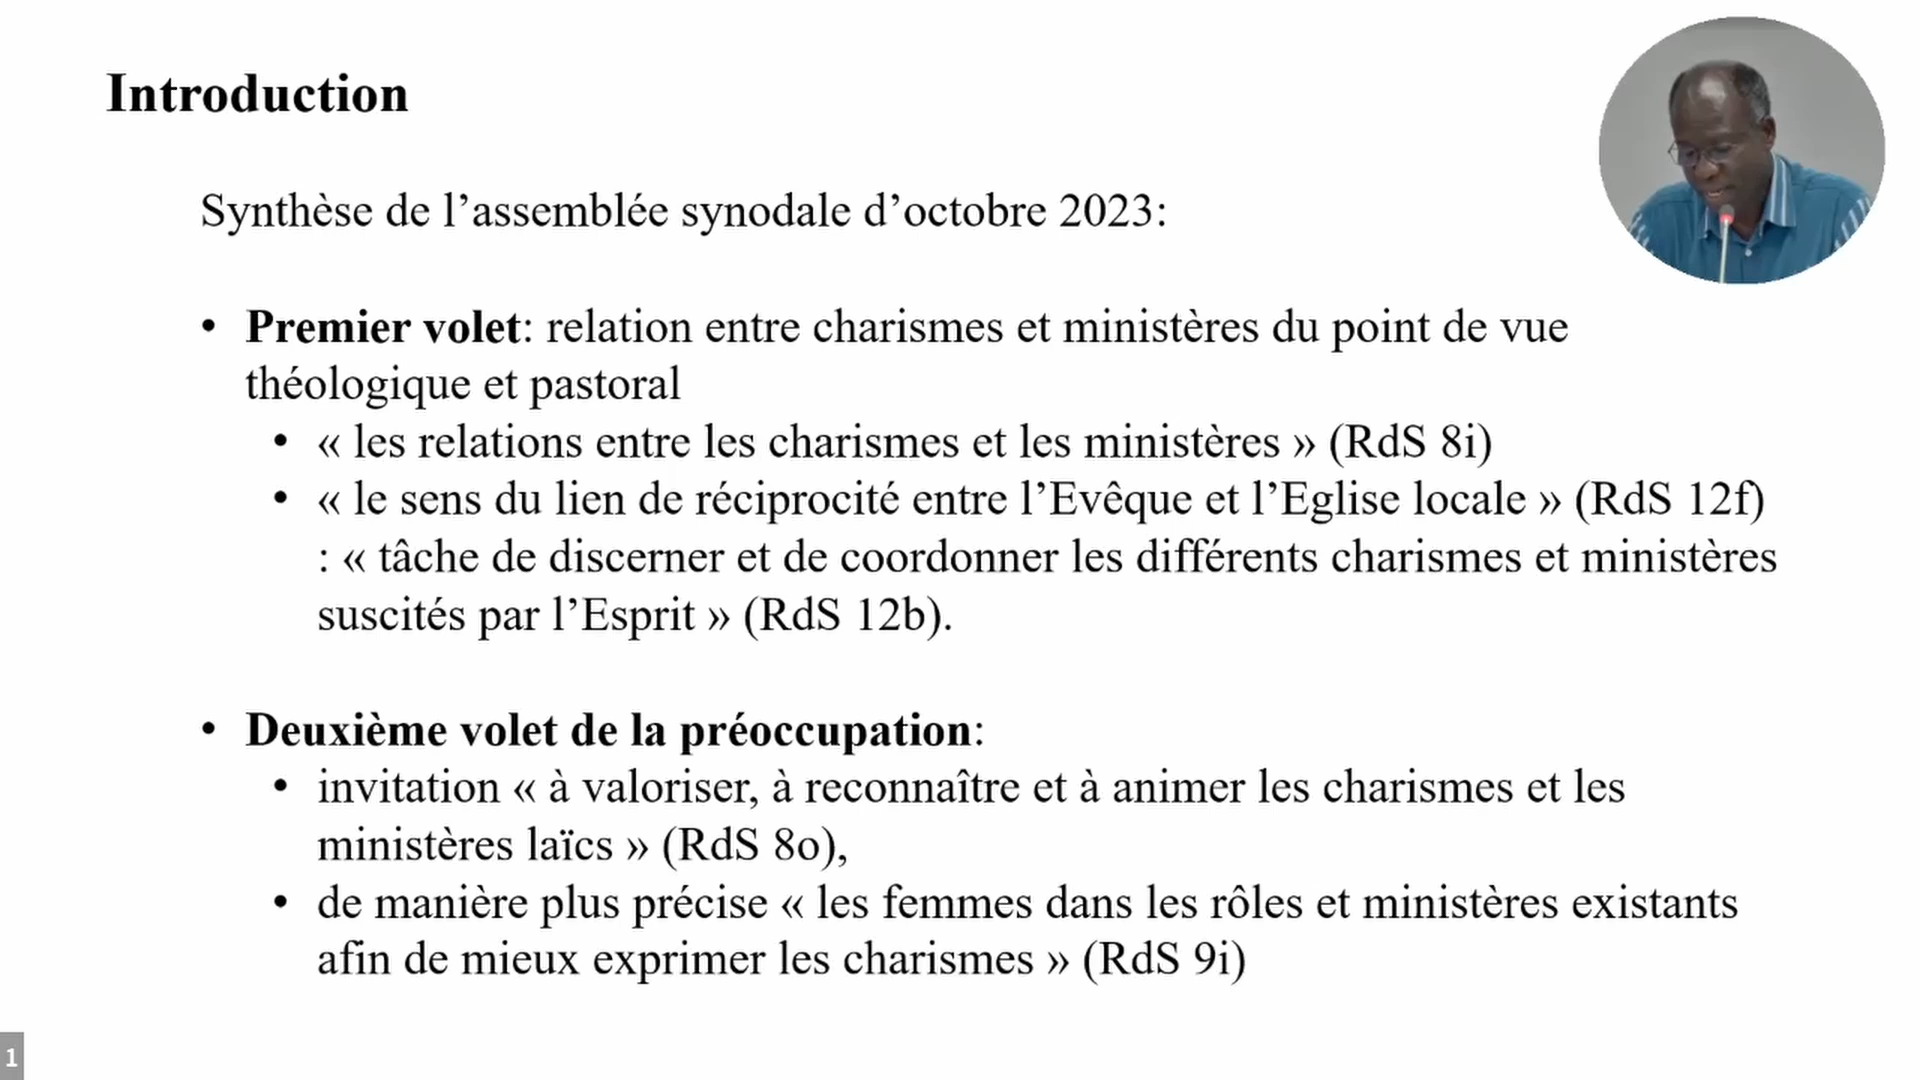 Introduction
Synthèse de l’assemblée synodale d’octobre 2023:
• Premier volet: relation entre charismes et ministères du point de vue
théologique et pastoral
• « les relations entre les charismes et les ministères » (RdS 8i)
• « le sens du lien de réciprocité entre l’Evêque et l’Eglise locale » (RdS 12f)
: « tâche de discerner et de coordonner les différents charismes et ministères
suscités par l’Esprit » (RdS 12b).
• Deuxième volet de la préoccupation:
• invitation « à valoriser, à reconnaître et à animer les charismes et les
ministères laïcs » (RdS 8o),
• de manière plus précise « les femmes dans les rôles et ministères existants
afin de mieux exprimer les charismes » (RdS 9i)
1